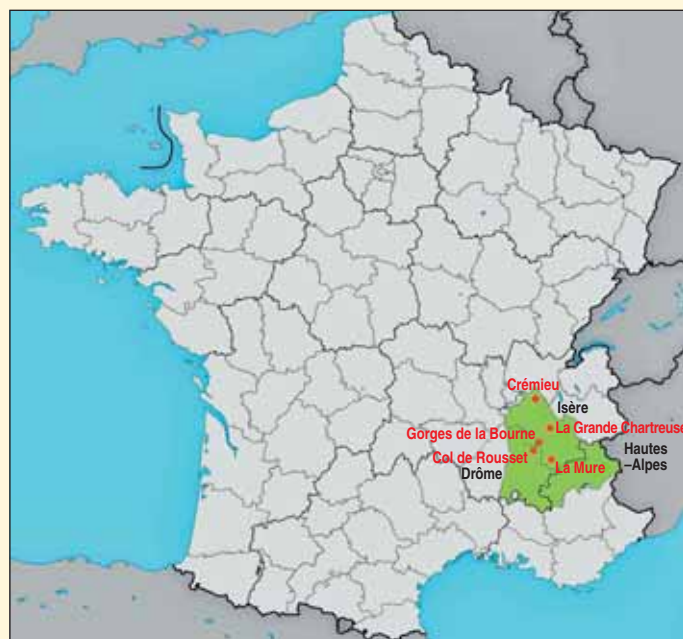 Crémieu
Isère
La Grande Chartreuse
Gorges de la Bourne
Hautes
–Alpes
Col de Rousset
La Mure
Drôme